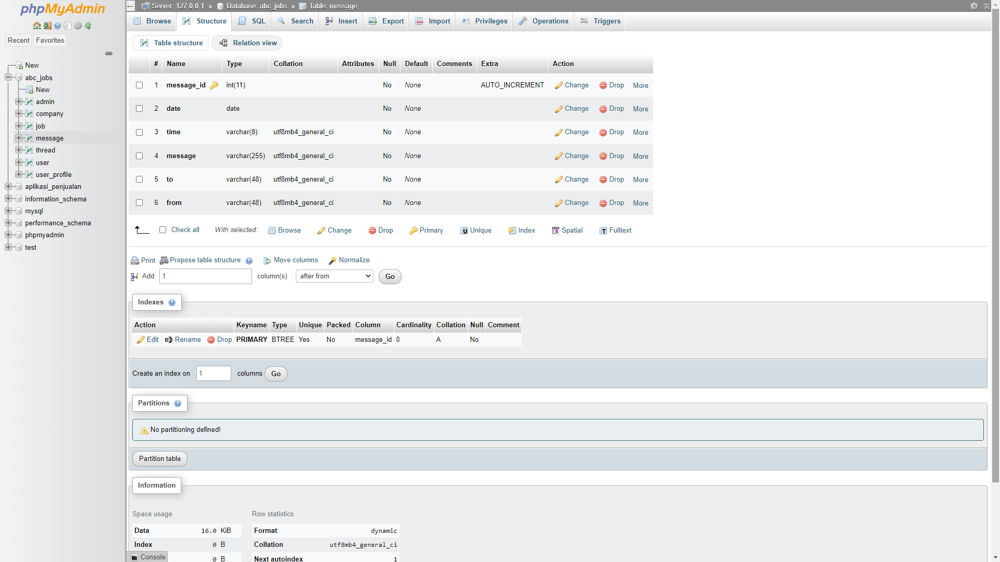 phpMyAdmin
Recent Favorites
New
abc_jobs
New
admin
company
job
message
thread
user
user_profile
aplikasi_penjualan
information_schema
mysql
performance_schema
phpmyadmin
test
Server: 127.0.0.1 » Database: abc_jobs » Table: message
Browse Structure SQL Search Insert Export Import Privileges Operations Triggers
Table structure Relation view
# Name Type Collation Attributes Null Default Comments Extra Action
1 message_id int(11) No None AUTO_INCREMENT Change Drop More
2 date date No None Change Drop More
3 time varchar(8) utf8mb4_general_ci No None Change Drop More
4 message varchar(255) utf8mb4_general_ci No None Change Drop More
5 to varchar(48) utf8mb4_general_ci No None Change Drop More
6 from varchar(48) utf8mb4_general_ci No None Change Drop More
Check all With selected: Browse Change Drop Primary Unique Index Spatial Fulltext
Print Propose table structure Move columns Normalize
Add 1 column(s) after from Go
Indexes
Action Keyname Type Unique Packed Column Cardinality Collation Null Comment
Edit Rename Drop PRIMARY BTREE Yes No message_id 0 A No
Create an index on 1 columns Go
Partitions
No partitioning defined!
Partition table
Information
Space usage Row statistics
Data 16.0 KiB Format dynamic
Index 0 B Collation utf8mb4_general_ci
0 B Next autoindex 1
Console